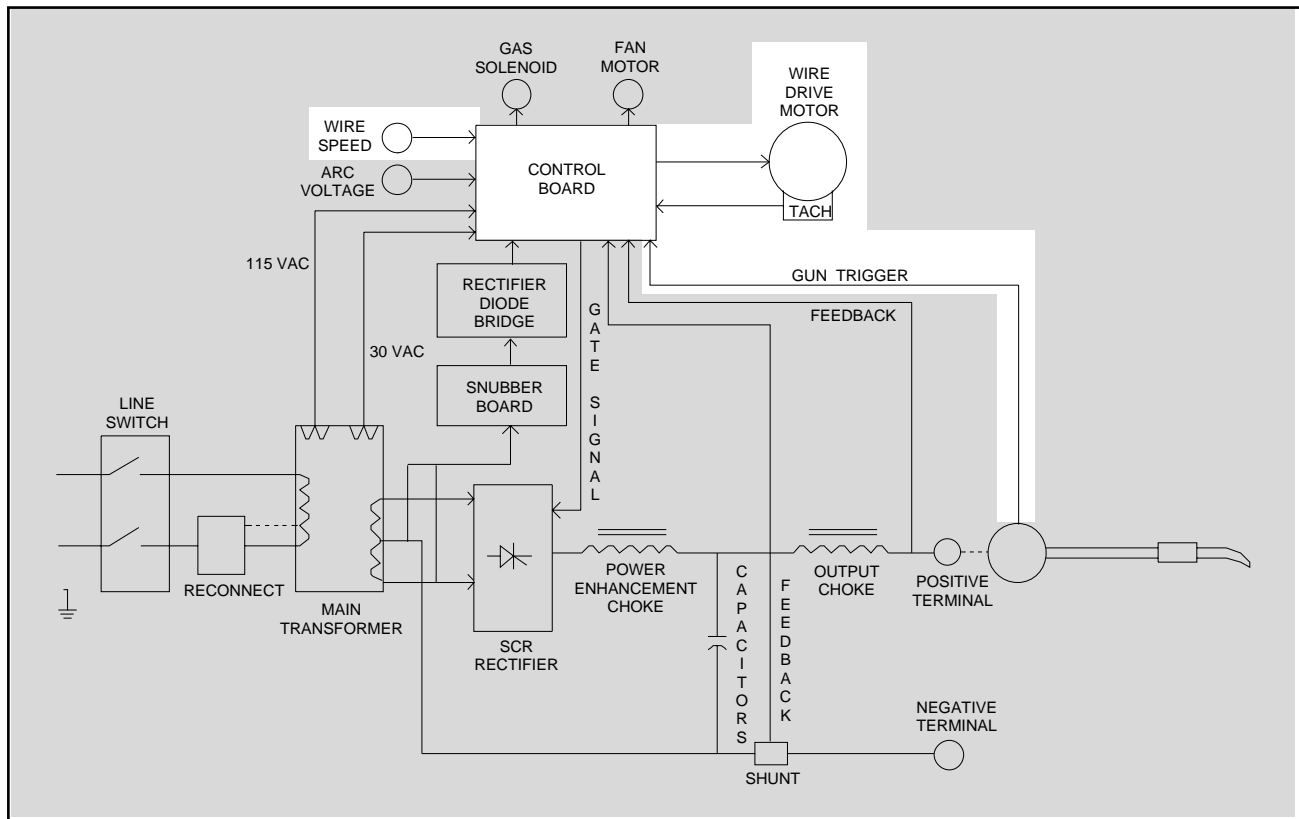 GAS
SOLENOID
FAN
MOTOR
WIRE
DRIVE
MOTOR
WIRE
SPEED
CONTROL
BOARD
ARC
VOLTAGE
TACH
115 VAC
GUN TRIGGER
RECTIFIER
DIODE
BRIDGE
FEEDBACK
30 VAC
SNUBBER
BOARD
GATE SIGNAL
LINE
SWITCH
RECONNECT
MAIN
TRANSFORMER
SCR
RECTIFIER
POWER
ENHANCEMENT
CHOKE
CAPACITORS
FEEDBACK
OUTPUT
CHOKE
POSITIVE
TERMINAL
NEGATIVE
TERMINAL
SHUNT